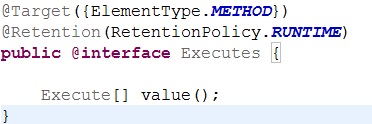 @Target({ElementType.METHOD})
@Retention(RetentionPolicy.RUNTIME)
public @interface Executes {
Execute[] value();
}